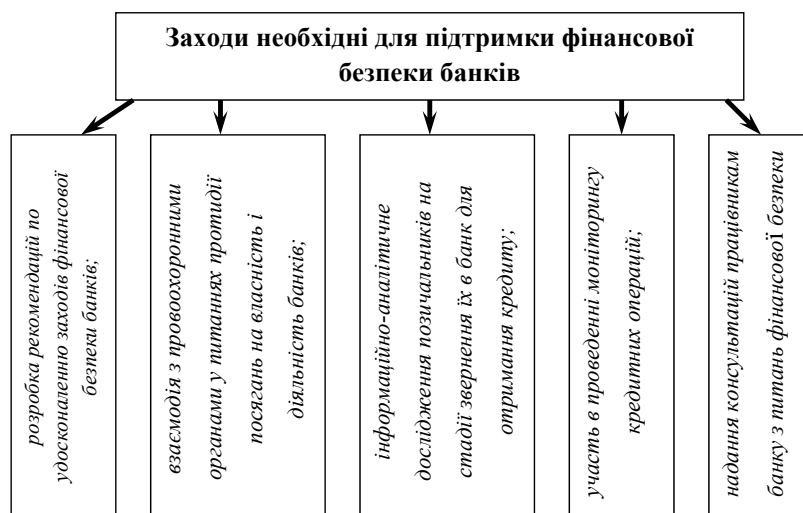 Заходи необхідні для підтримки фінансової
безпеки банків
розробка рекомендацій по
удосконаленню заходів фінансової
безпеки банків;
взаємодія з провоохоронними
органами у питаннях протидії
посягань на власність і
діяльність банків;
інформаційно-аналітичне
дослідження позичальників на
стадії звернення їх в банк для
отримання кредиту;
участь в проведенні моніторингу
кредитних операцій;
надання консультацій працівникам
банку з питань фінансової безпеки